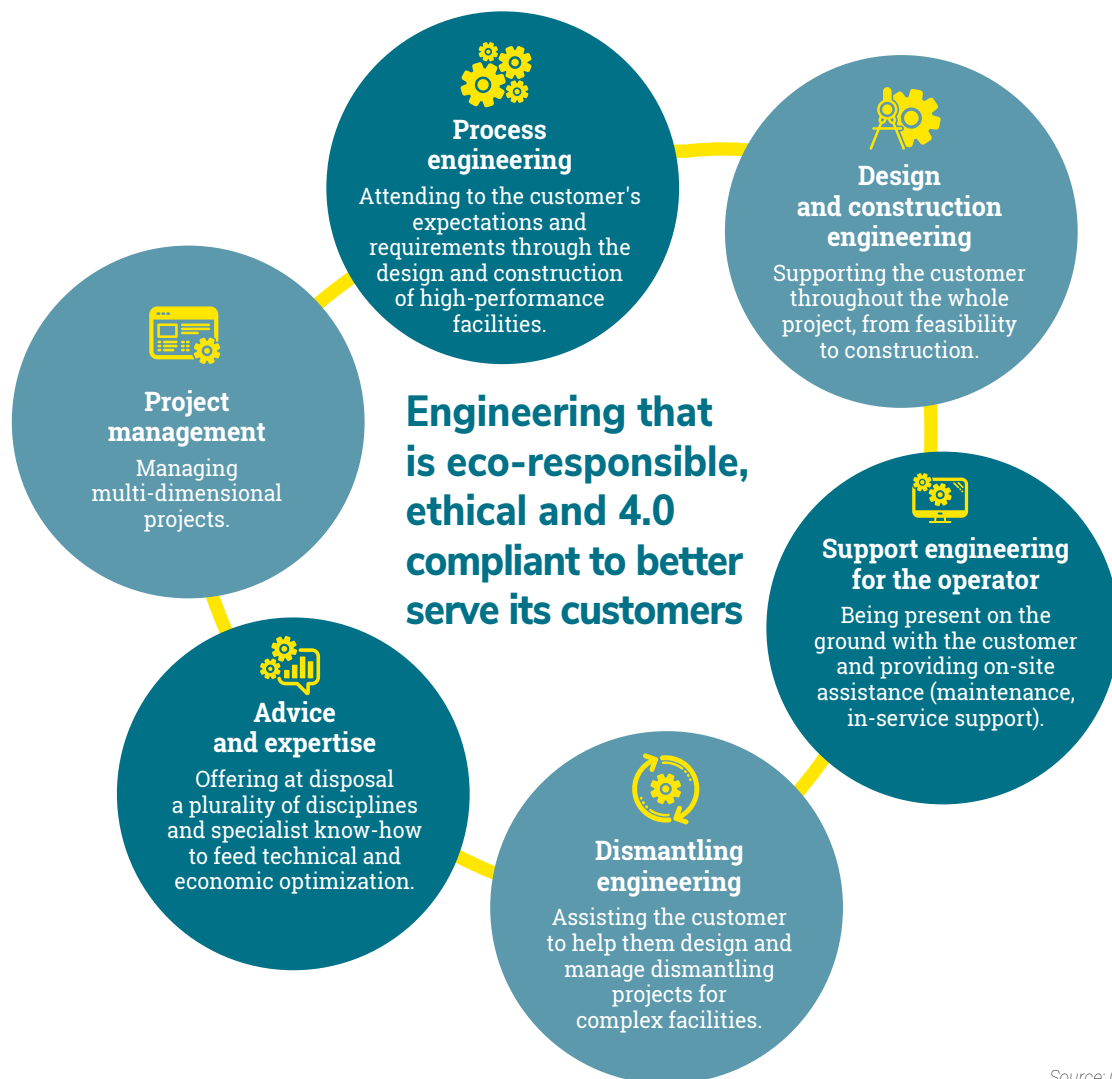 Process
engineering
Attending to the customer's
expectations and
requirements through the
design and construction
of high-performance
facilities.
Design
and construction
engineering
Supporting the customer
throughout the whole
project, from feasibility
to construction.
Project
management
Managing
multi-dimensional
projects.
Engineering that
is eco-responsible,
ethical and 4.0
compliant to better
serve its customers
Support engineering
for the operator
Being present on the
ground with the customer
and providing on-site
assistance (maintenance,
in-service support).
Advice
and expertise
Offering at disposal
a plurality of disciplines
and specialist know-how
to feed technical and
economic optimization.
Dismantling
engineering
Assisting the customer
to help them design and
manage dismantling
projects for
complex facilities.
Source: